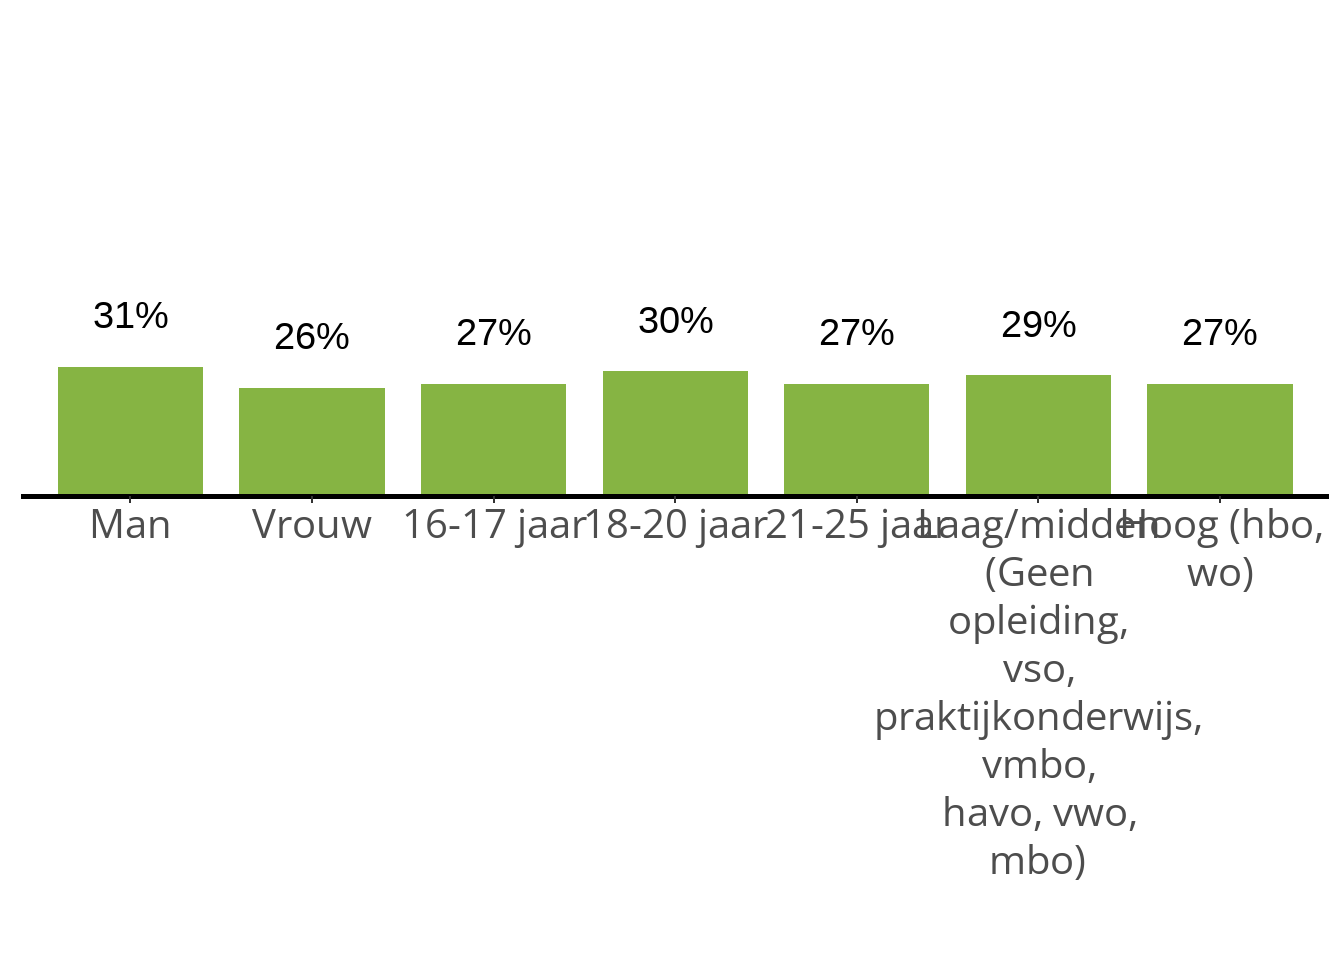 31%
26%
27%
30%
27%
29%
27%
Man
Vrouw
16-17 jaar
18-20 jaar
21-25 jaar
Laag/midden
(Geen
opleiding,
vso,
praktijkonderwijs,
vmbo,
havo, vwo,
mbo)
Hoog (hbo,
wo)